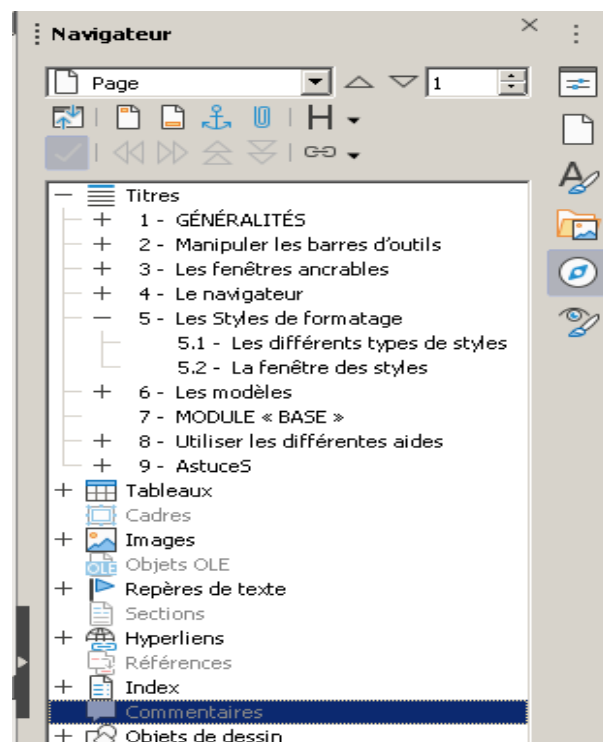 Navigateur
Page 1
H
Titres
1 - GÉNÉRALITÉS
2 - Manipuler les barres d'outils
3 - Les fenêtres ancrables
4 - Le navigateur
5 - Les Styles de formatage
5.1 - Les différents types de styles
5.2 - La fenêtre des styles
6 - Les modèles
7 - MODULE « BASE »
8 - Utiliser les différentes aides
9 - AstuceS
Tableaux
Cadres
Images
OLE Objets OLE
Repères de texte
Sections
Hyperliens
Références
Index
Commentaires
Objets de dessin